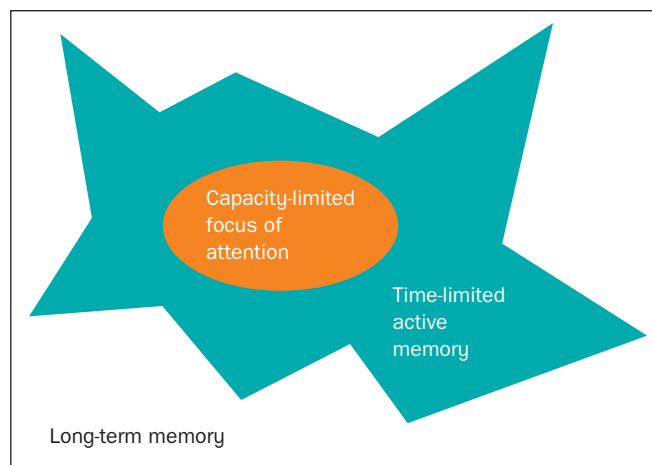 Capacity-limited
focus of
attention
Time-limited
active
memory
Long-term memory